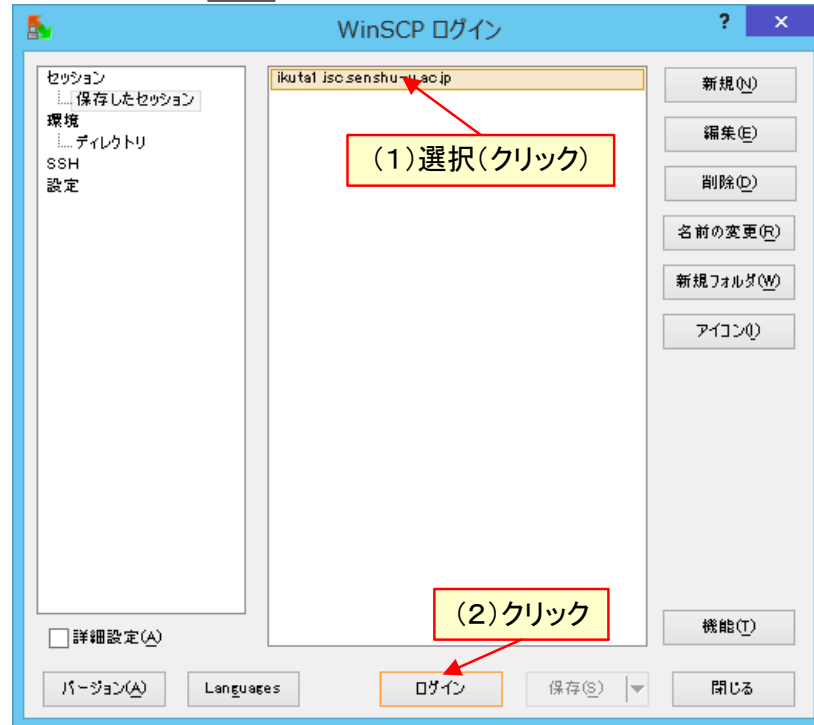 WinSCP ログイン
? ×
セッション
保存したセッション
環境
ディレクトリ
SSH
設定
ikuta1.isc.senshu-u.ac.jp
(1)選択(クリック)
新規(N)
編集(E)
削除(D)
名前の変更(R)
新規フォルダ(W)
アイコン(I)
(2)クリック
機能(T)
詳細設定(A)
バージョン(A)
Languages
ログイン
保存(S)
閉じる